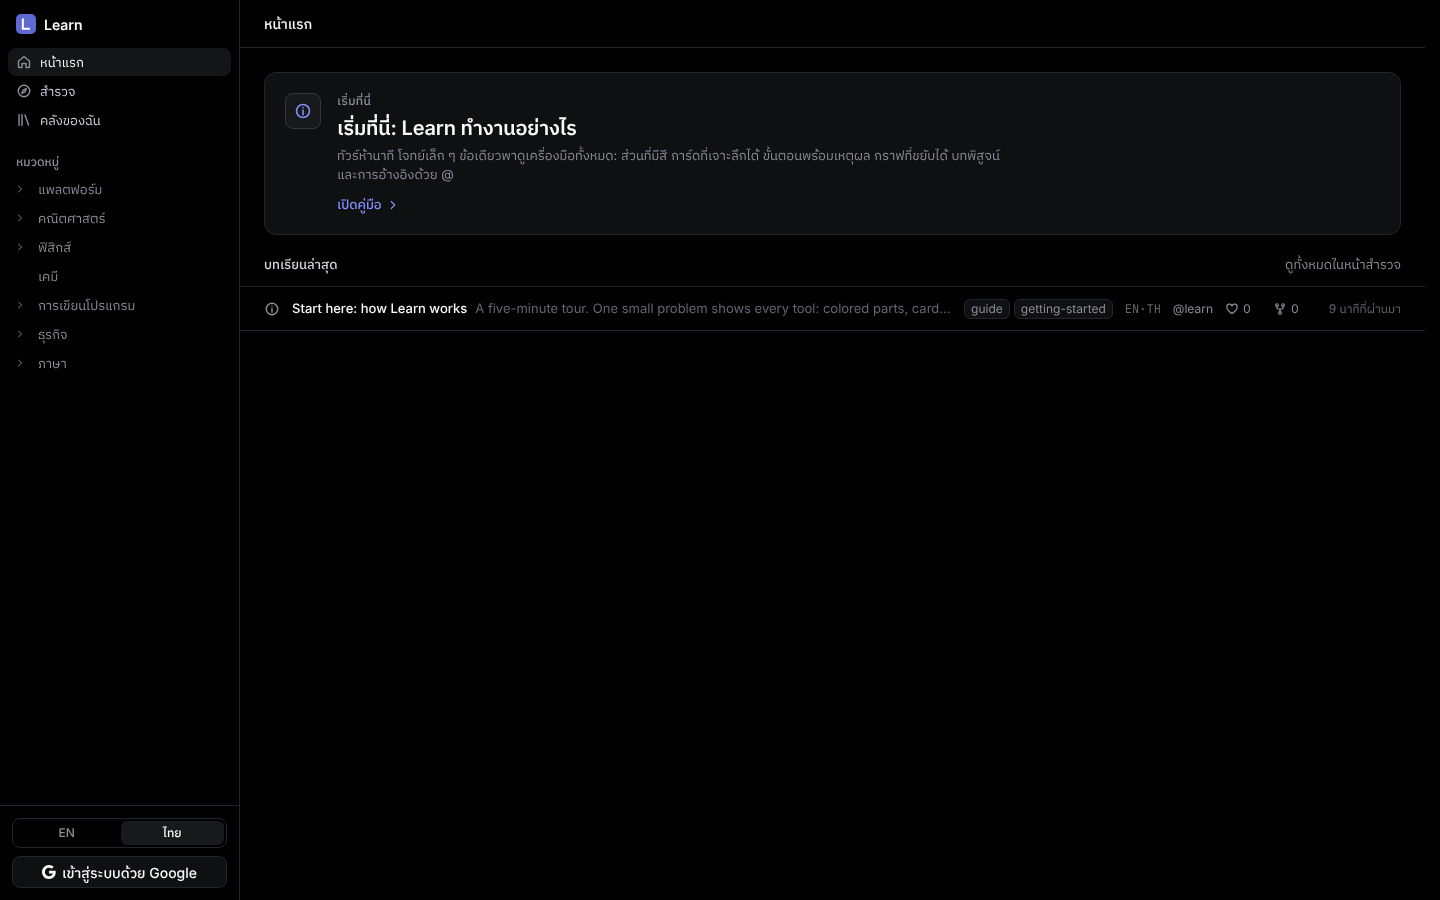 L Learn
หน้าแรก
สำรวจ
คลังของฉัน
หมวดหมู่
แพลตฟอร์ม
คณิตศาสตร์
ฟิสิกส์
เคมี
การเขียนโปรแกรม
ธุรกิจ
ภาษา
EN ไทย
เข้าสู่ระบบด้วย Google
หน้าแรก
เริ่มที่นี่
เริ่มที่นี่: Learn ทำงานอย่างไร
ทัวร์ห้านาที โจทย์เล็ก ๆ ข้อเดียวพาดูเครื่องมือทั้งหมด: ส่วนที่มีสี การ์ดที่เจาะลึกได้ ขั้นตอนพร้อมเหตุผล กราฟที่ขยับได้ บทพิสูจน์
และการอ้างอิงด้วย @
เปิดคู่มือ
บทเรียนล่าสุด ดูทั้งหมดในหน้าสำรวจ
Start here: how Learn works A five-minute tour. One small problem shows every tool: colored parts, card... guide getting-started EN·TH @learn 0 0 9 นาทีที่ผ่านมา